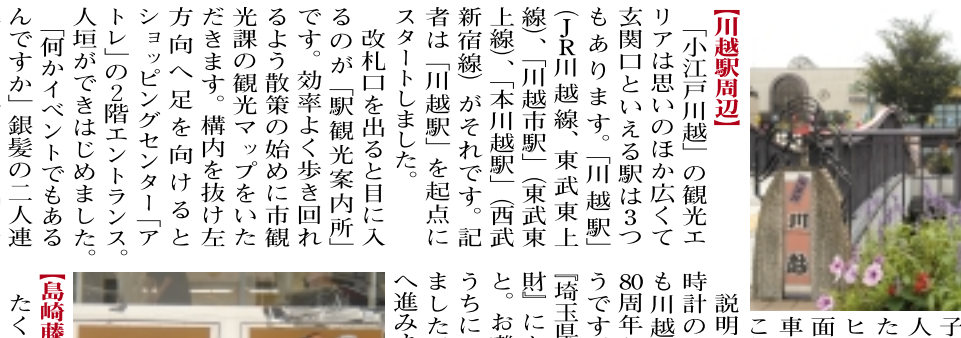 【川越駅周辺】
「小江戸川越」の観光エ
リアは思いのほか広くて
玄関口といえる駅は3つ
もあります。「川越駅」
（JR川越線、東武東上
線）、「川越市駅」（東武東
上線）、「本川越駅」（西武
新宿線）がそれです。記
者は「川越駅」を起点に
スタートしました。
改札口を出ると目に入
るのが「駅観光案内所」
です。効率よく歩き回れ
るよう散策の始めに市観
光課の観光マップをいた
だきます。構内を抜け左
方向へ足を向けると
ショッピングセンター「ア
トレ」の2階エントランス。
人垣ができはじめました。
「何かイベントでもある
んですか」銀髪の二人連
説明
時計の
も川越
80周年
うです
『埼玉県
財』に
と。お
うちに
ました
へ進み
【島崎藤
たく
子人たヒ面車こ
川越